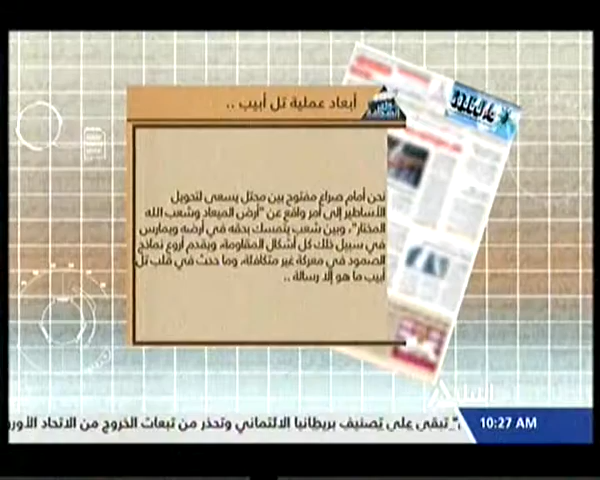 أبعاد عملية تل أبيب ..
نحن أمام صراع مفتوح بين محتل يسعى لتحويل
الأساطير إلى أمر واقع عن "أرض الميعاد وشعب الله
المختار"، وبين شعب يتمسك بحقه في أرضه ويمارس
في سبيل ذلك كل أشكال المقاومة، ويقدم أروع نماذج
الصمود في معركة غير متكافئة، وما حدث في قلب تل
أبيب ما هو إلا رسالة ..
تبقي على تصنيف بريطانيا الائتماني وتحذر من تبعات الخروج من الاتحاد
10:27 AM